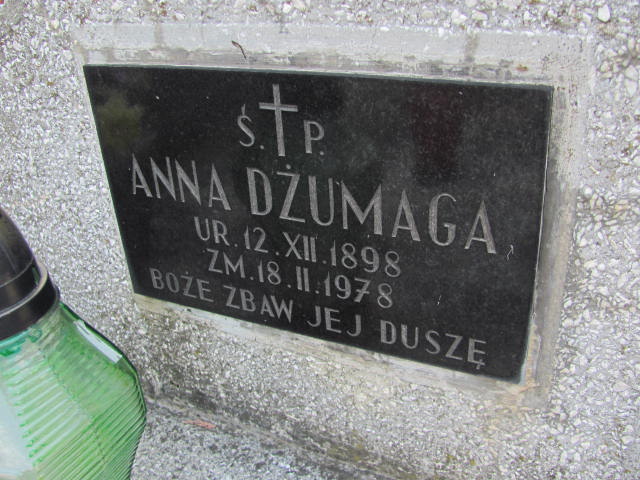 Ś. P.
ANNA DŻUMAGA
UR. 12. XII. 1898
ZM. 18. II. 1978
BOŻE ZBAW JEJ DUSZĘ